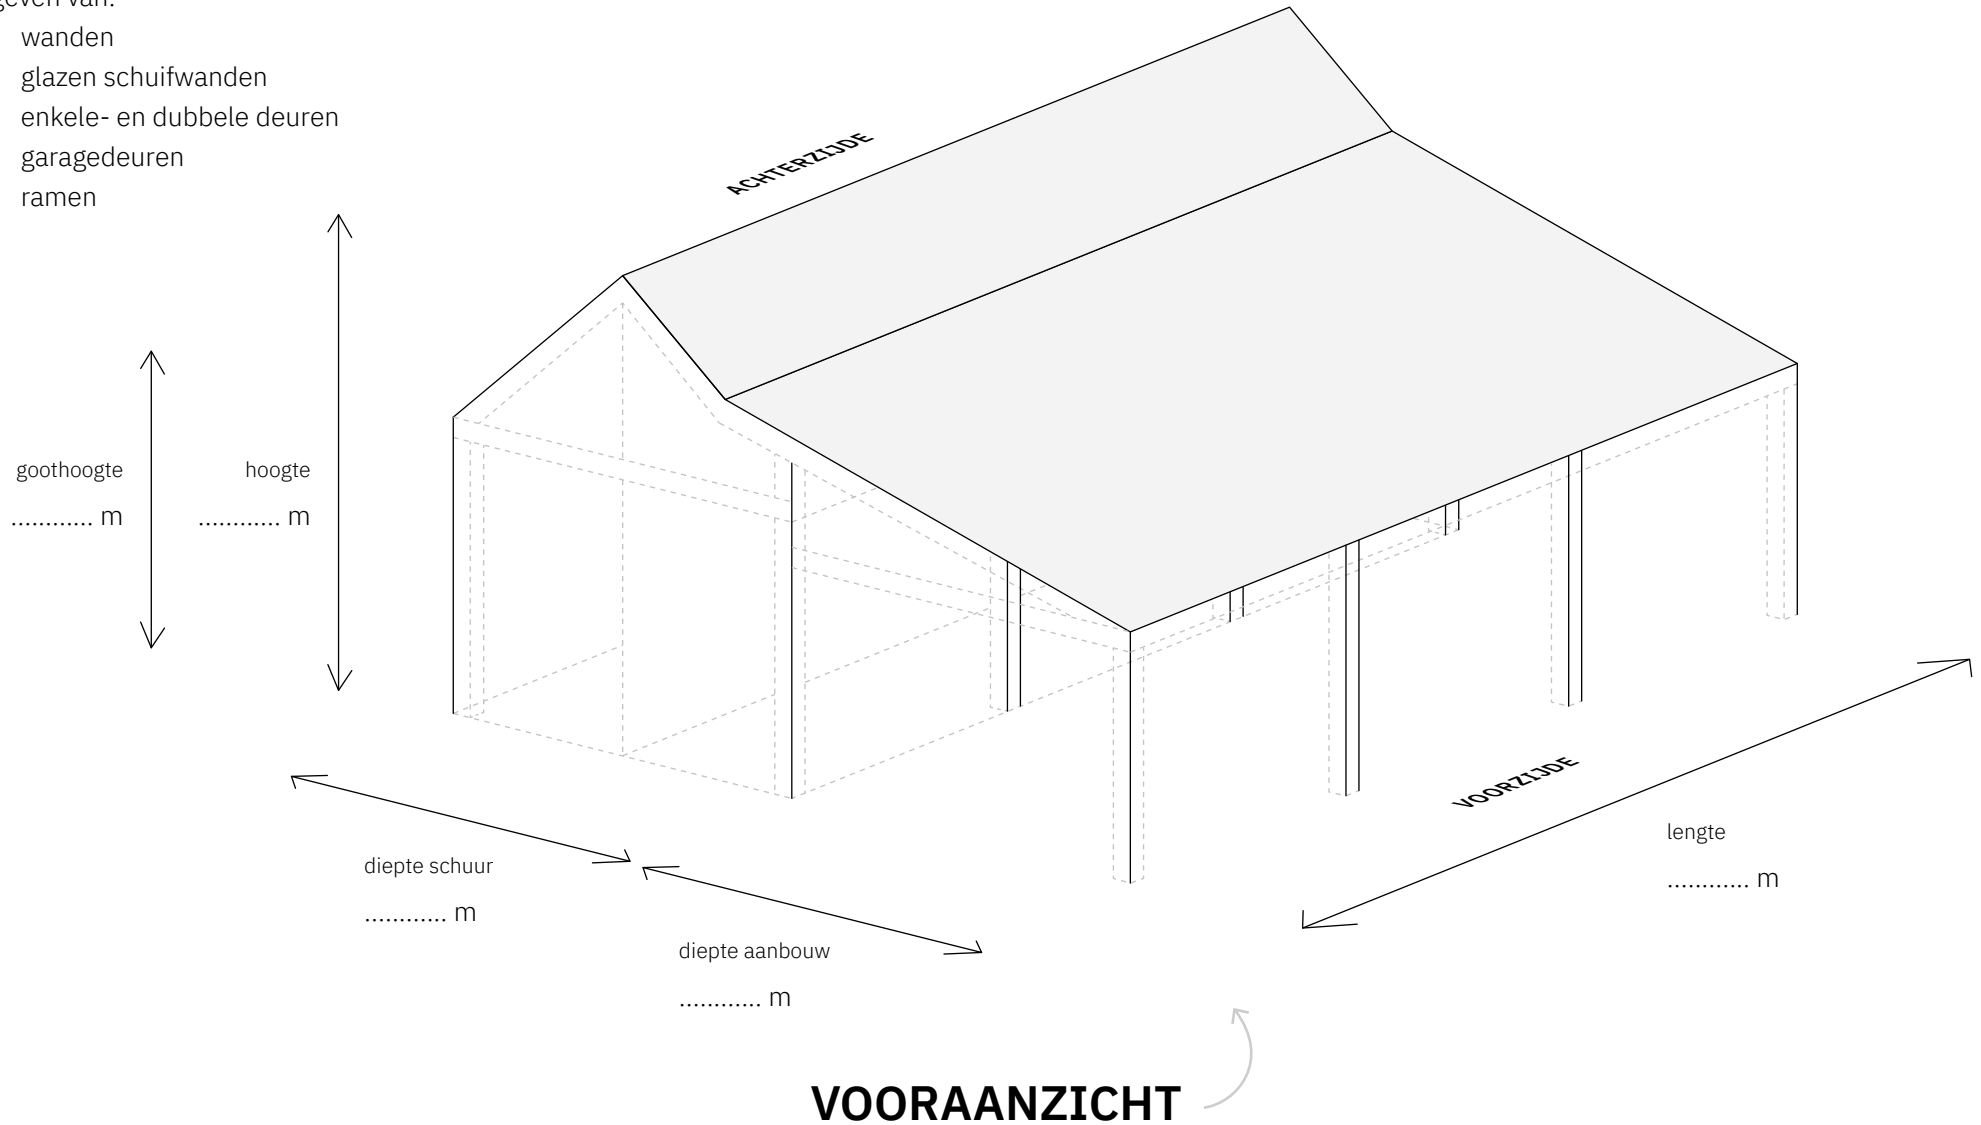 geven van:
wanden
glazen schuifwanden
enkele- en dubbele deuren
garagedeuren
ramen
ACHTERZIJDE
goothoogte
............ m
hoogte
............ m
VOORZIJDE
lengte
............ m
diepte schuur
............ m
diepte aanbouw
............ m
VOORAANZICHT